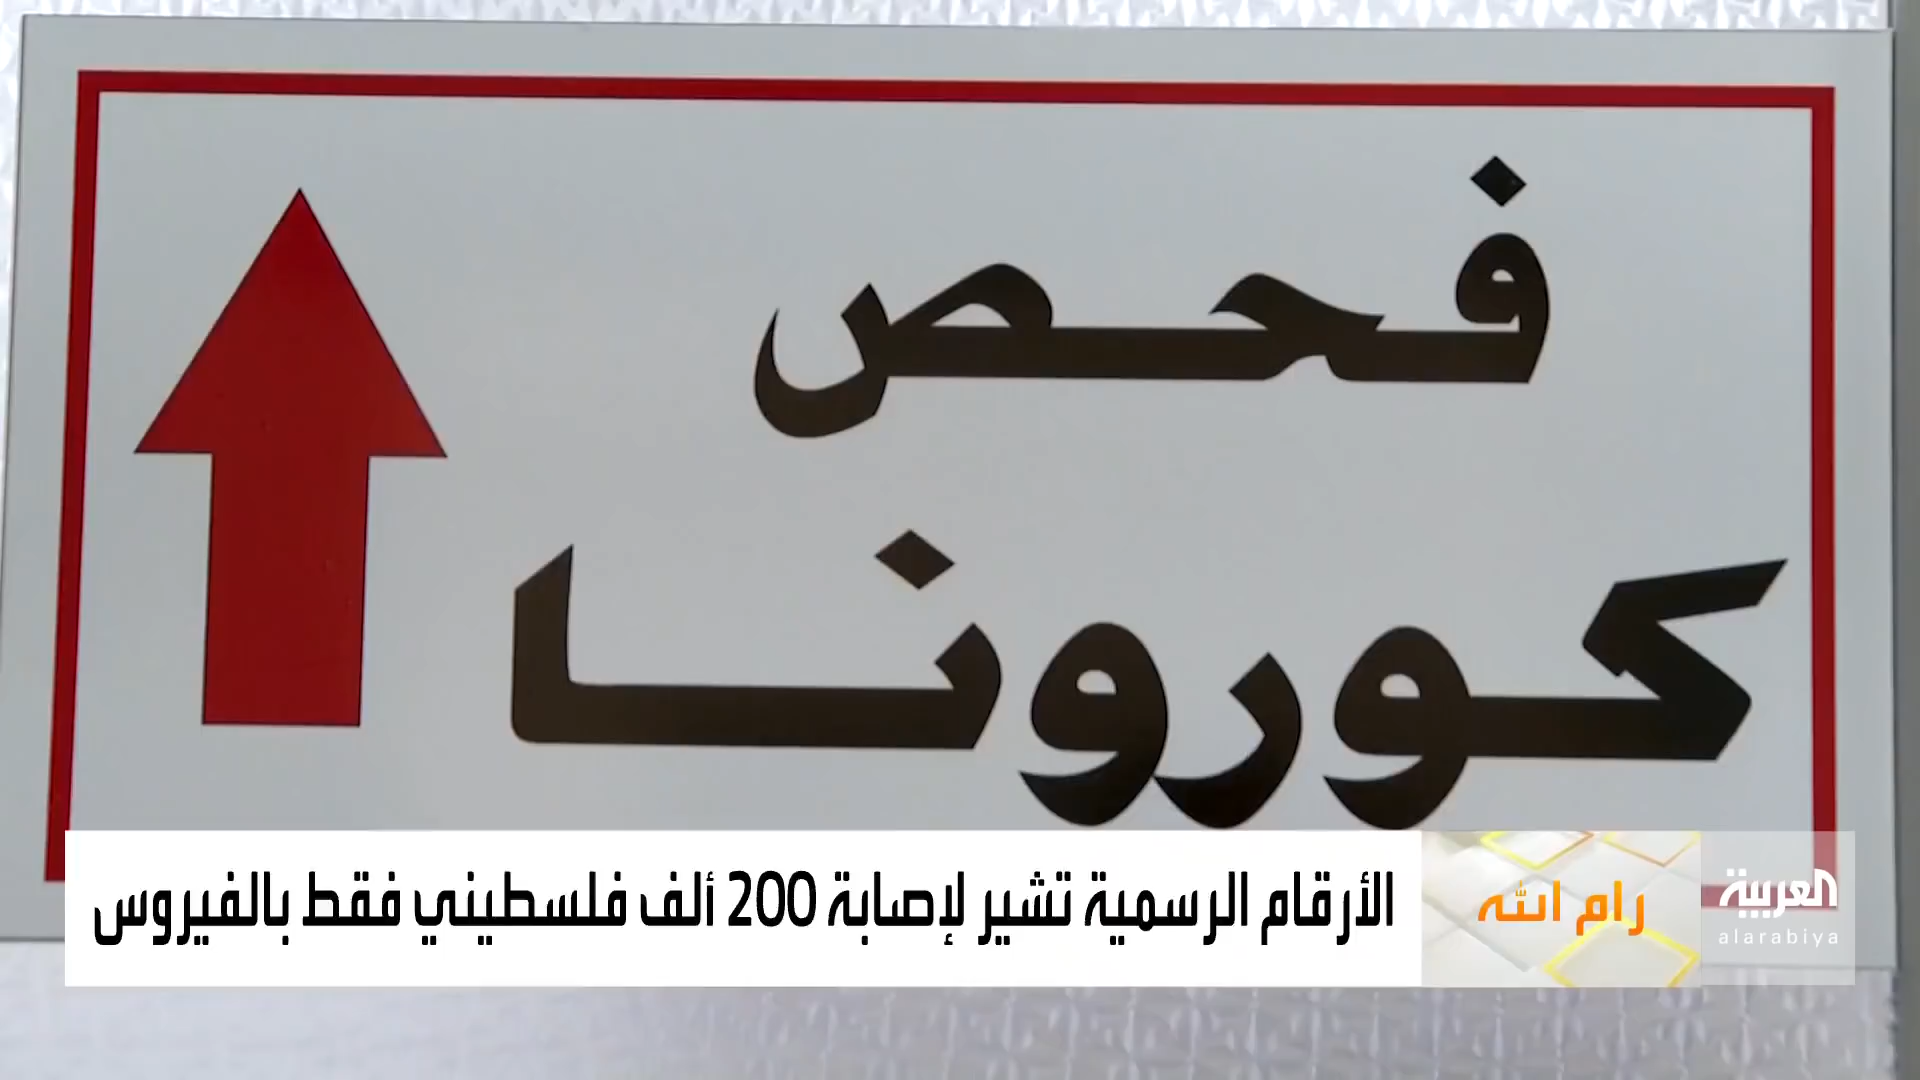 فحص
كورونا
الأرقام الرسمية تشير لإصابة 200 ألف فلسطيني فقط بالفيروس
رام الله
العربية
alarabiya